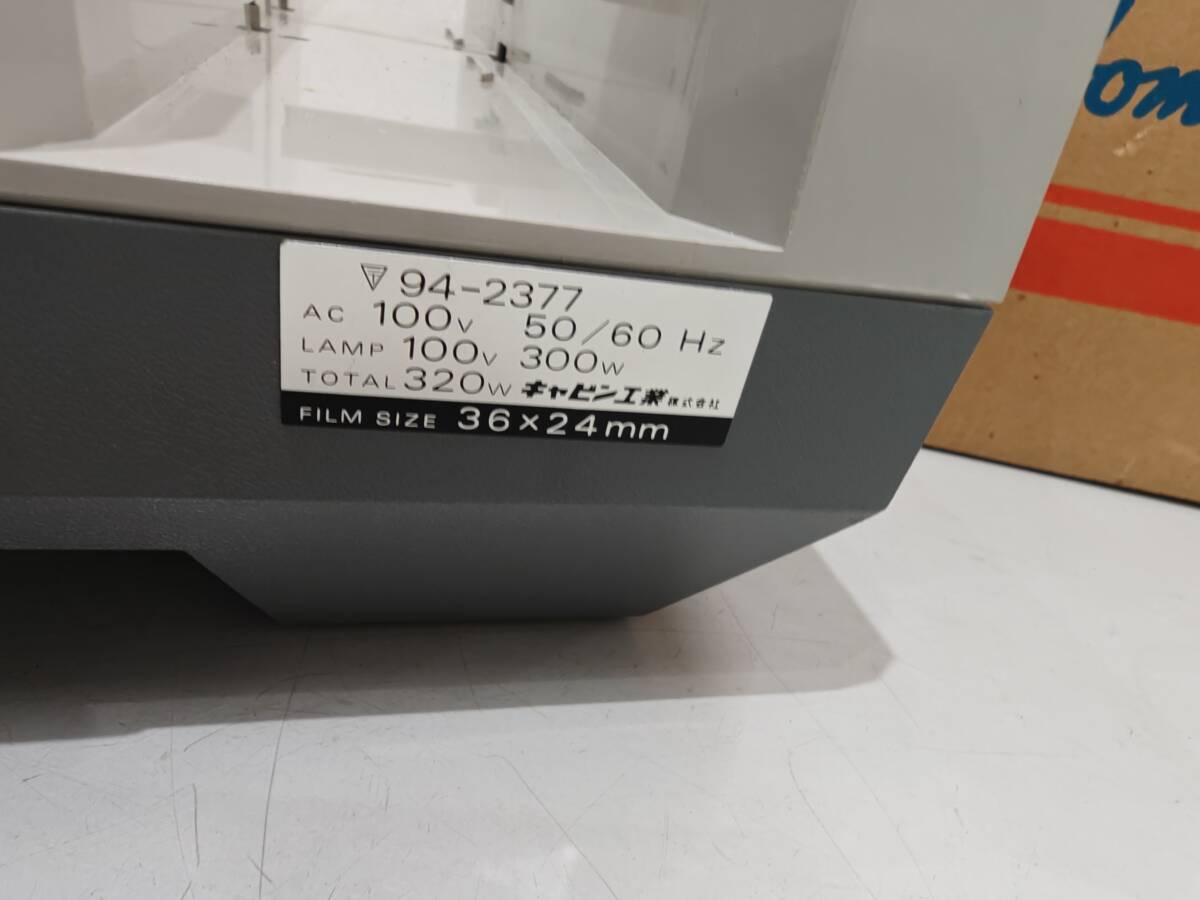 94-2377
AC 100V 50/60 Hz
LAMP 100V 300W
TOTAL 320W キャビン工業株式会社
FILM SIZE 36×24mm